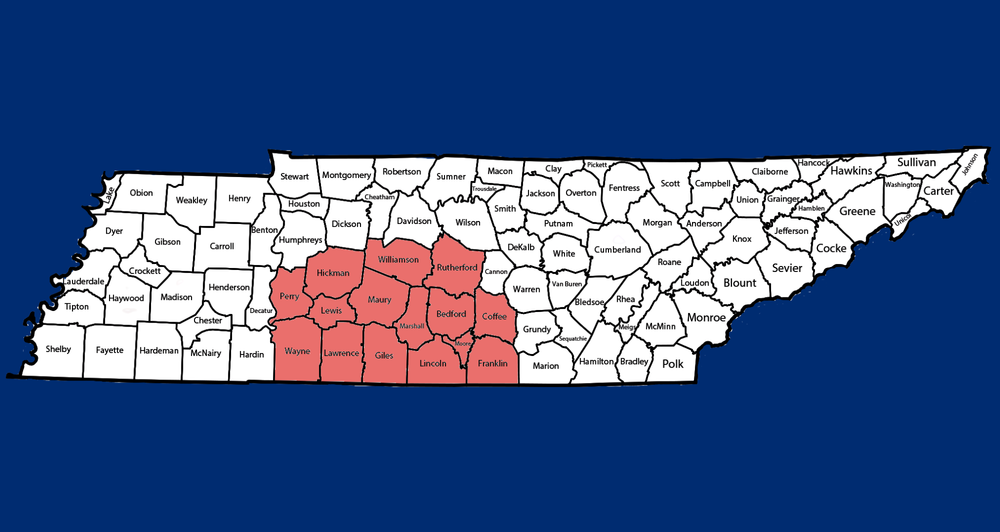 Lake
Obion
Weakley
Henry
Stewart
Montgomery
Robertson
Sumner
Macon
Trousdale
Clay
Pickett
Jackson
Overton
Fentress
Scott
Campbell
Claiborne
Hancock
Hawkins
Sullivan
Johnson
Washington
Carter
Unicoi
Greene
Hamblen
Grainger
Union
Houston
Cheatham
Dickson
Davidson
Wilson
Smith
Putnam
Morgan
Anderson
Knox
Jefferson
Cocke
Dyer
Gibson
Carroll
Benton
Humphreys
Williamson
Rutherford
Cannon
DeKalb
White
Cumberland
Roane
Loudon
Blount
Sevier
Lauderdale
Crockett
Haywood
Madison
Henderson
Decatur
Perry
Hickman
Lewis
Maury
Marshall
Bedford
Coffee
Warren
Van Buren
Bledsoe
Rhea
Meigs
McMinn
Monroe
Tipton
Chester
Shelby
Fayette
Hardeman
McNairy
Hardin
Wayne
Lawrence
Giles
Lincoln
Moore
Franklin
Grundy
Sequatchie
Marion
Hamilton
Bradley
Polk